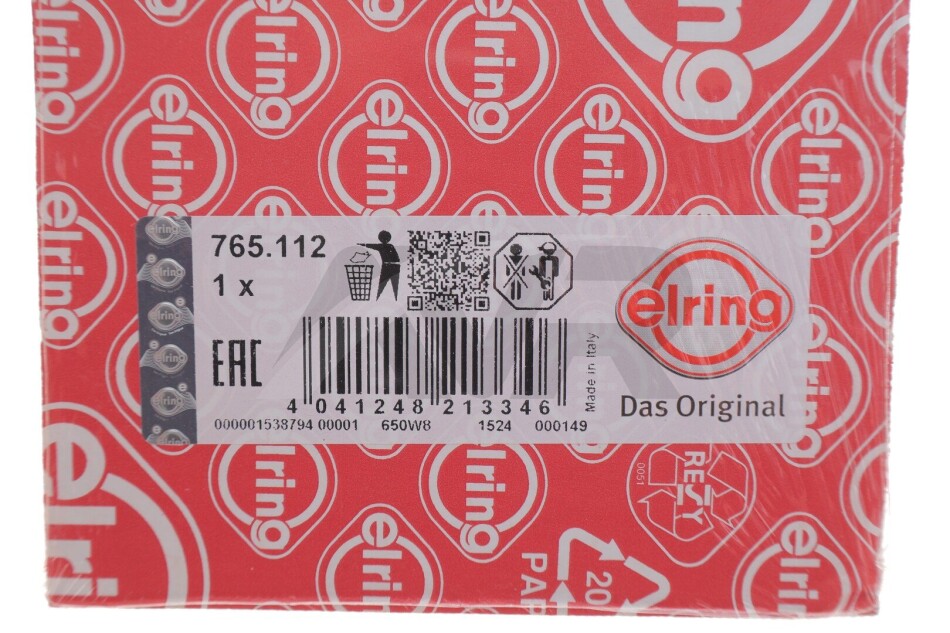 765.112
1 x
EAC
4 041248 213346
000001538794 00001 650W8 1524 000149
Made in Italy
elring
Das Original
RESY
0051
20
PAP